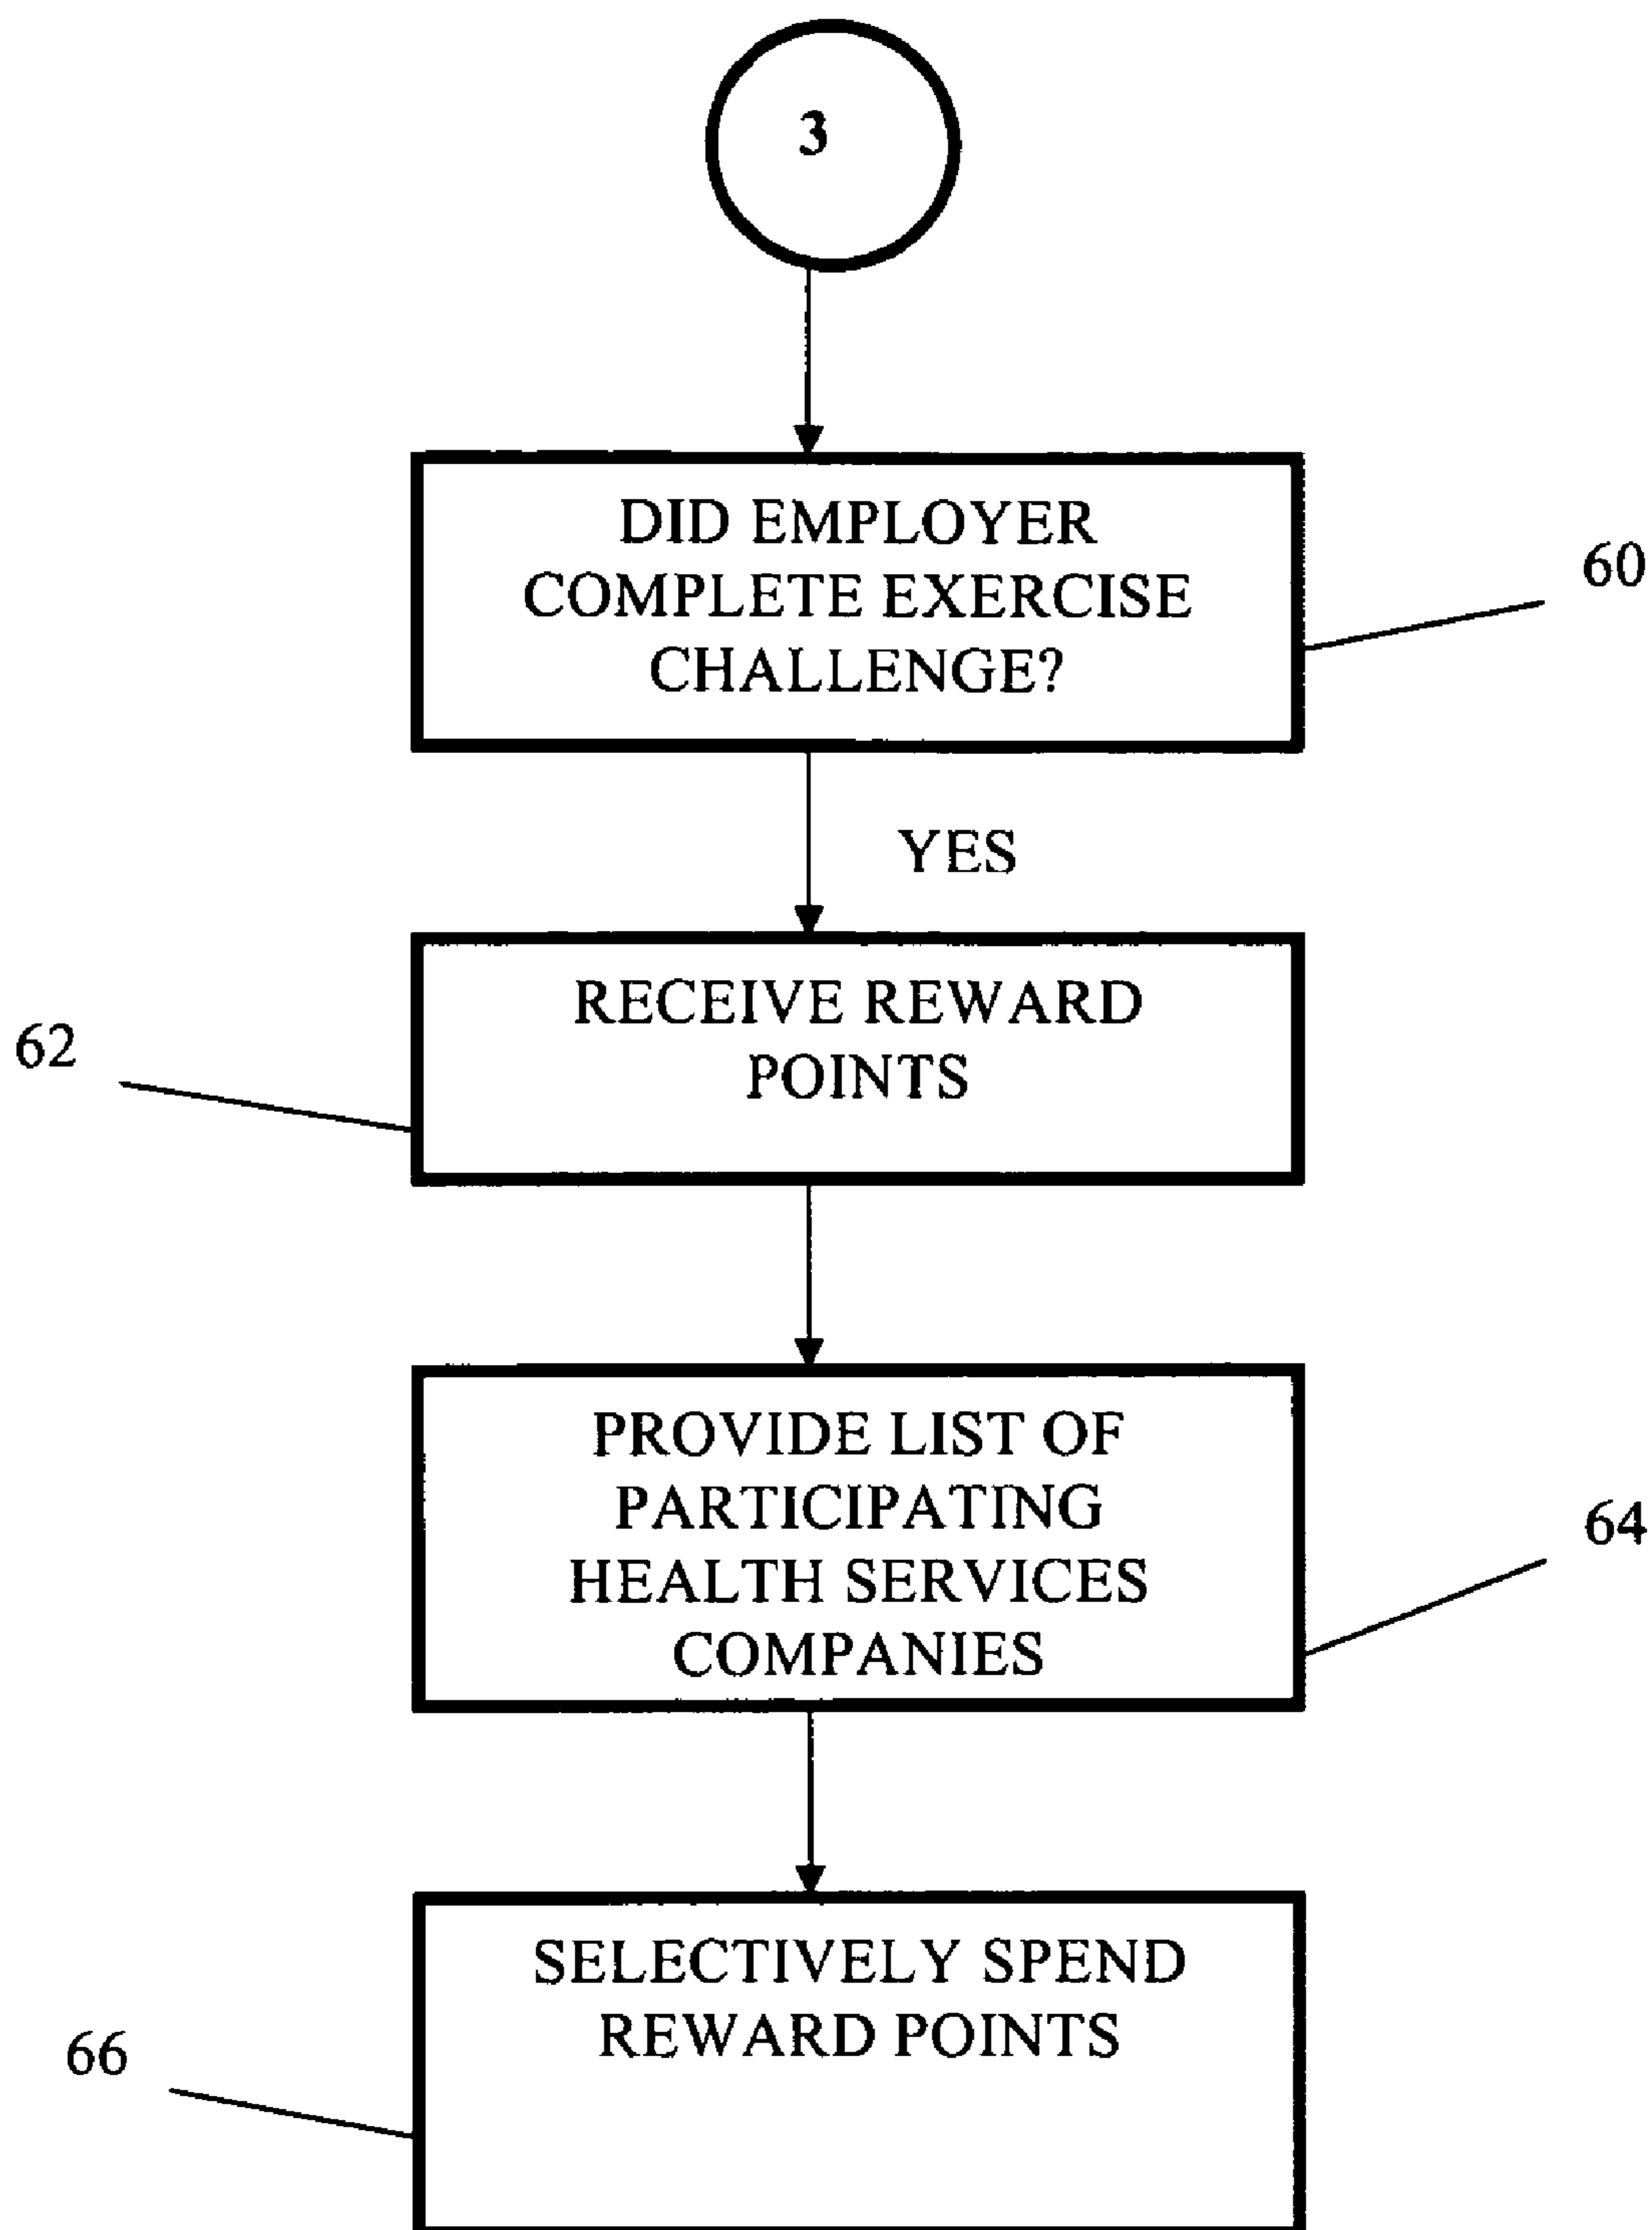 3
DID EMPLOYER
COMPLETE EXERCISE
CHALLENGE?
60
YES
RECEIVE REWARD
POINTS
62
PROVIDE LIST OF
PARTICIPATING
HEALTH SERVICES
COMPANIES
64
SELECTIVELY SPEND
REWARD POINTS
66